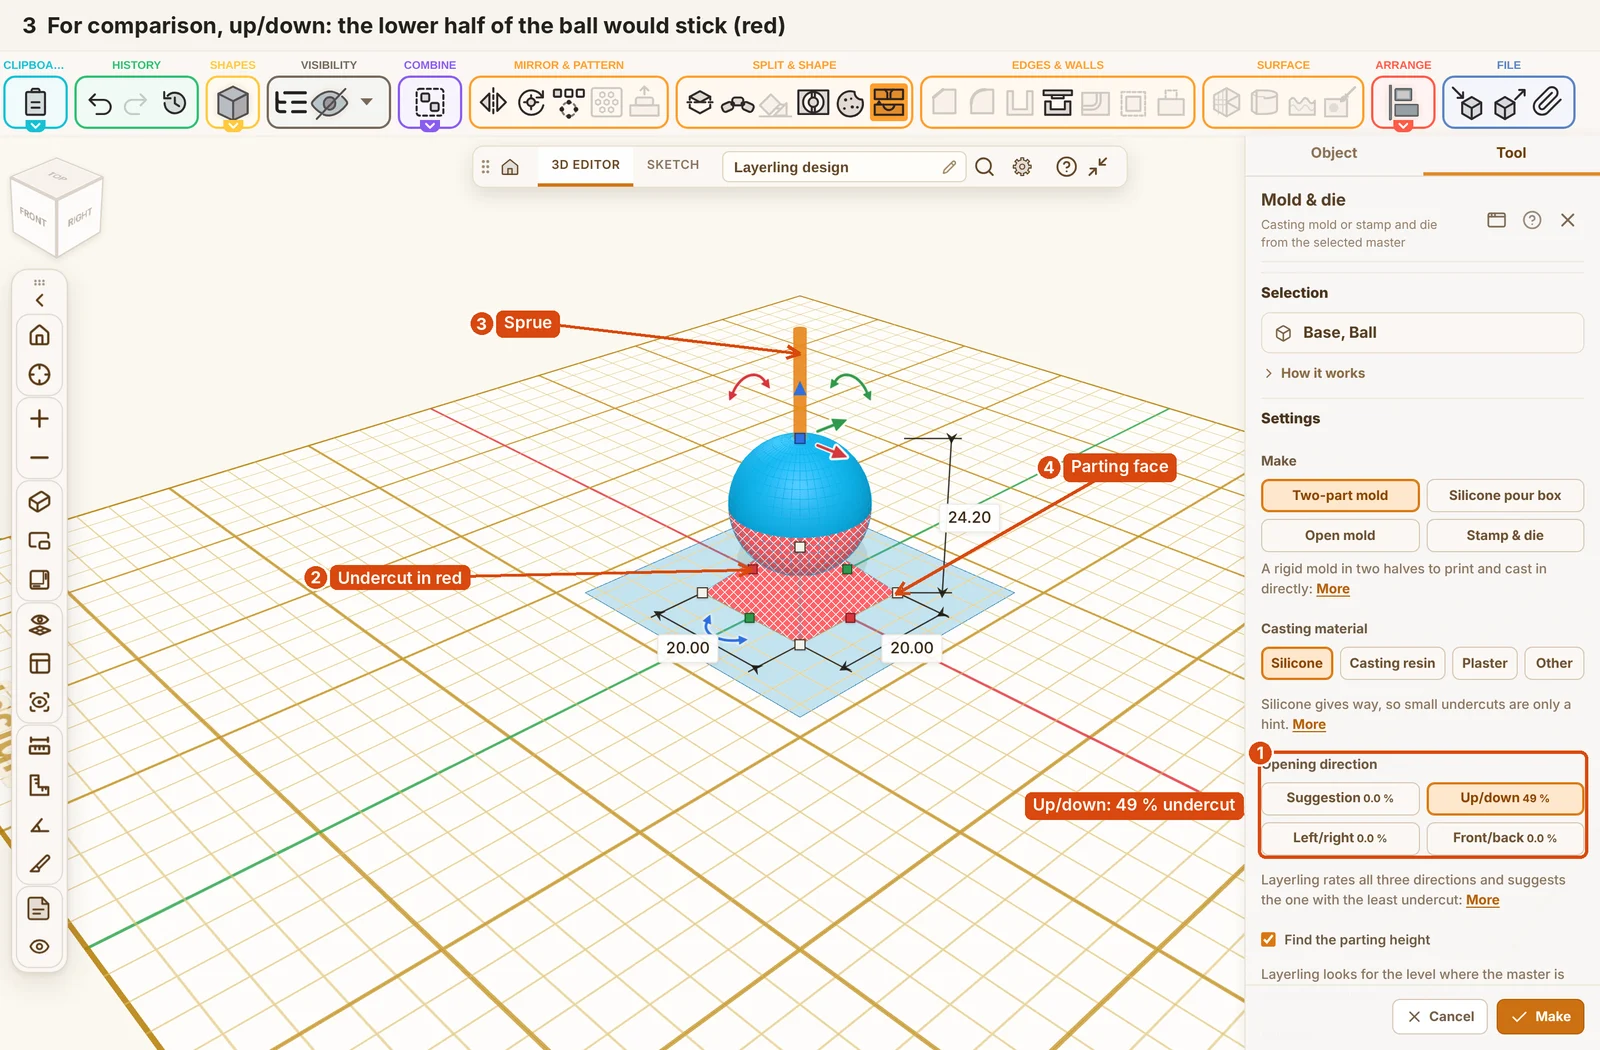 3 For comparison, up/down: the lower half of the ball would stick (red)
CLIPBOA...
HISTORY
SHAPES
VISIBILITY
COMBINE
MIRROR & PATTERN
SPLIT & SHAPE
EDGES & WALLS
SURFACE
ARRANGE
FILE
3D EDITOR
SKETCH
Layerling design
TOP
FRONT
RIGHT
3 Sprue
4 Parting face
24.20
2 Undercut in red
20.00
20.00
Up/down: 49 % undercut
Object
Tool
Mold & die
Casting mold or stamp and die
from the selected master
Selection
Base, Ball
How it works
Settings
Make
Two-part mold
Silicone pour box
Open mold
Stamp & die
A rigid mold in two halves to print and cast in
directly: More
Casting material
Silicone
Casting resin
Plaster
Other
Silicone gives way, so small undercuts are only a
hint. More
1
Opening direction
Suggestion 0.0 %
Up/down 49 %
Left/right 0.0 %
Front/back 0.0 %
Layerling rates all three directions and suggests
the one with the least undercut: More
Find the parting height
Layerling looks for the level where the master is
Cancel
Make